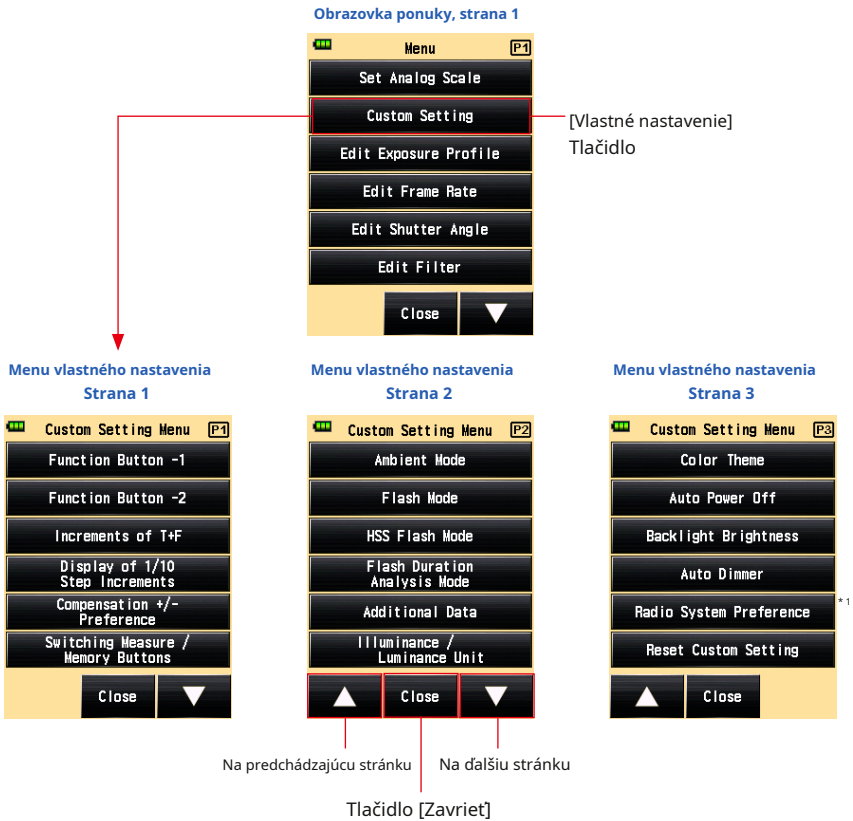 Obrazovka ponuky, strana 1
Menu P1
Set Analog Scale
Custom Setting
Edit Exposure Profile
Edit Frame Rate
Edit Shutter Angle
Edit Filter
Close
[Vlastné nastavenie]
Tlačidlo
Menu vlastného nastavenia
Strana 1
Custom Setting Menu P1
Function Button -1
Function Button -2
Increments of T+F
Display of 1/10
Step Increments
Compensation +/-
Preference
Switching Measure /
Memory Buttons
Close
Menu vlastného nastavenia
Strana 2
Custom Setting Menu P2
Ambient Mode
Flash Mode
HSS Flash Mode
Flash Duration
Analysis Mode
Additional Data
Illuminance /
Luminance Unit
Close
Na predchádzajúcu stránku
Na ďalšiu stránku
Tlačidlo [Zavrieť]
Menu vlastného nastavenia
Strana 3
Custom Setting Menu P3
Color Theme
Auto Power Off
Backlight Brightness
Auto Dimmer
Radio System Preference
* 1
Reset Custom Setting
Close